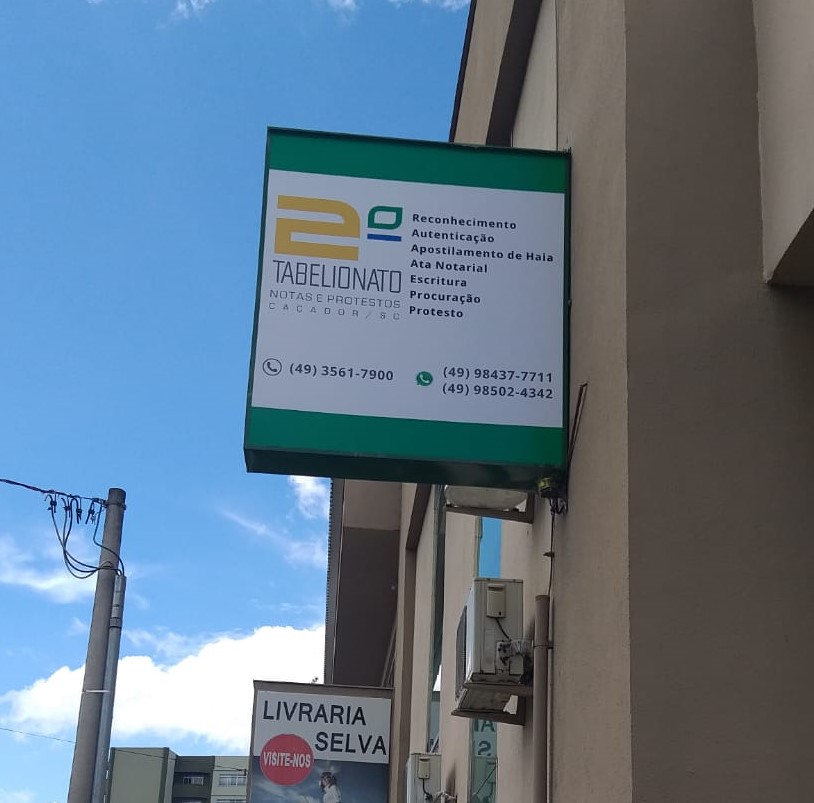 2º
TABELIONATO
NOTAS E PROTESTOS
CAÇADOR/SC
Reconhecimento
Autenticação
Apostilamento de Haia
Ata Notarial
Escritura
Procuração
Protesto
(49) 3561-7900
(49) 98437-7711
(49) 98502-4342
LIVRARIA
SELVA
VISITE-NOS